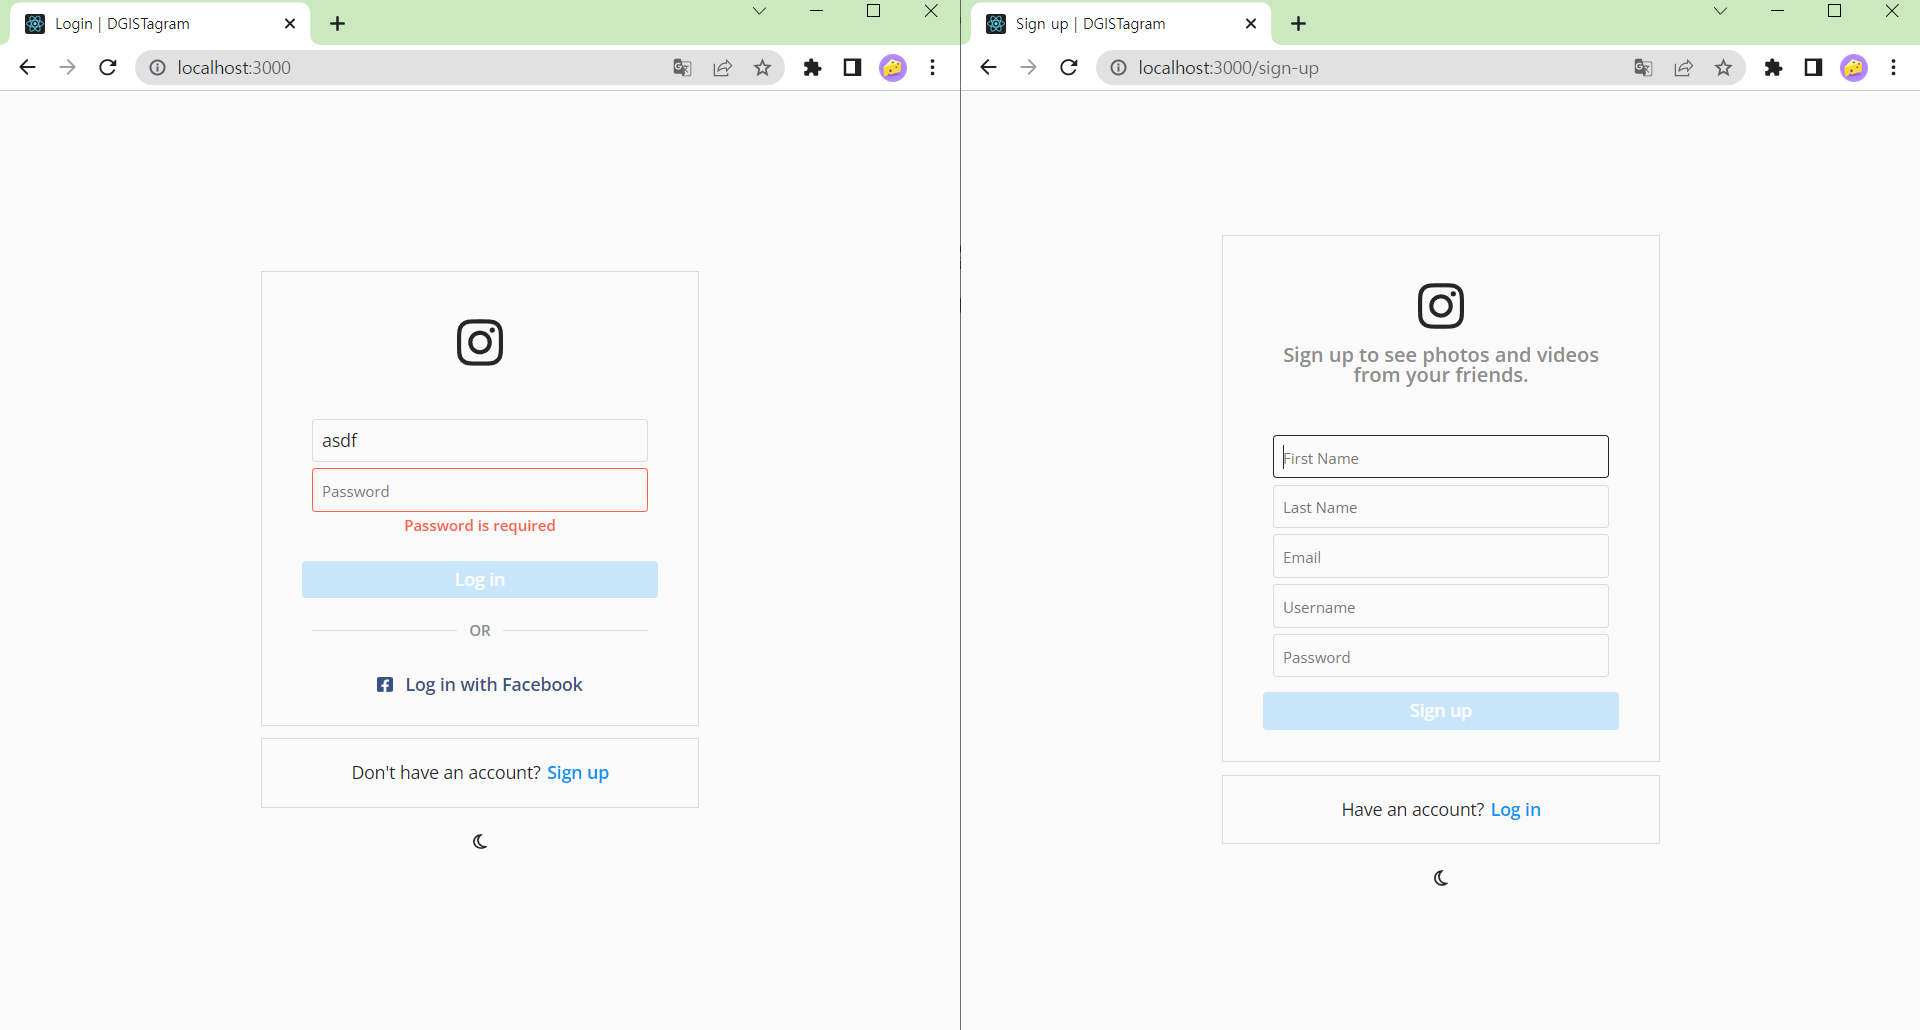 Login | DGISTagram
localhost:3000
asdf
Password
Password is required
Log in
OR
Log in with Facebook
Don't have an account? Sign up
Sign up | DGISTagram
localhost:3000/sign-up
Sign up to see photos and videos
from your friends.
First Name
Last Name
Email
Username
Password
Sign up
Have an account? Log in